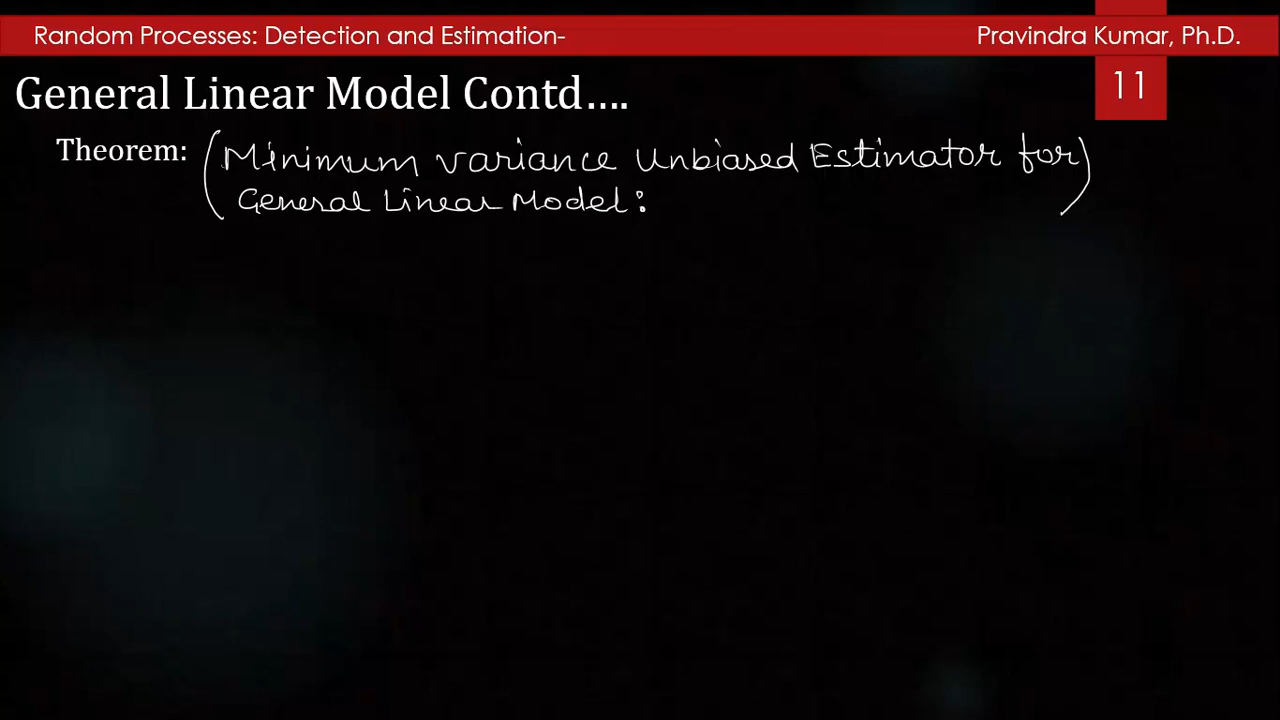 Random Processes: Detection and Estimation-
Pravindra Kumar, Ph.D.
General Linear Model Contd....
11
Theorem: (Minimum variance Unbiased Estimator for
General Linear Model:)